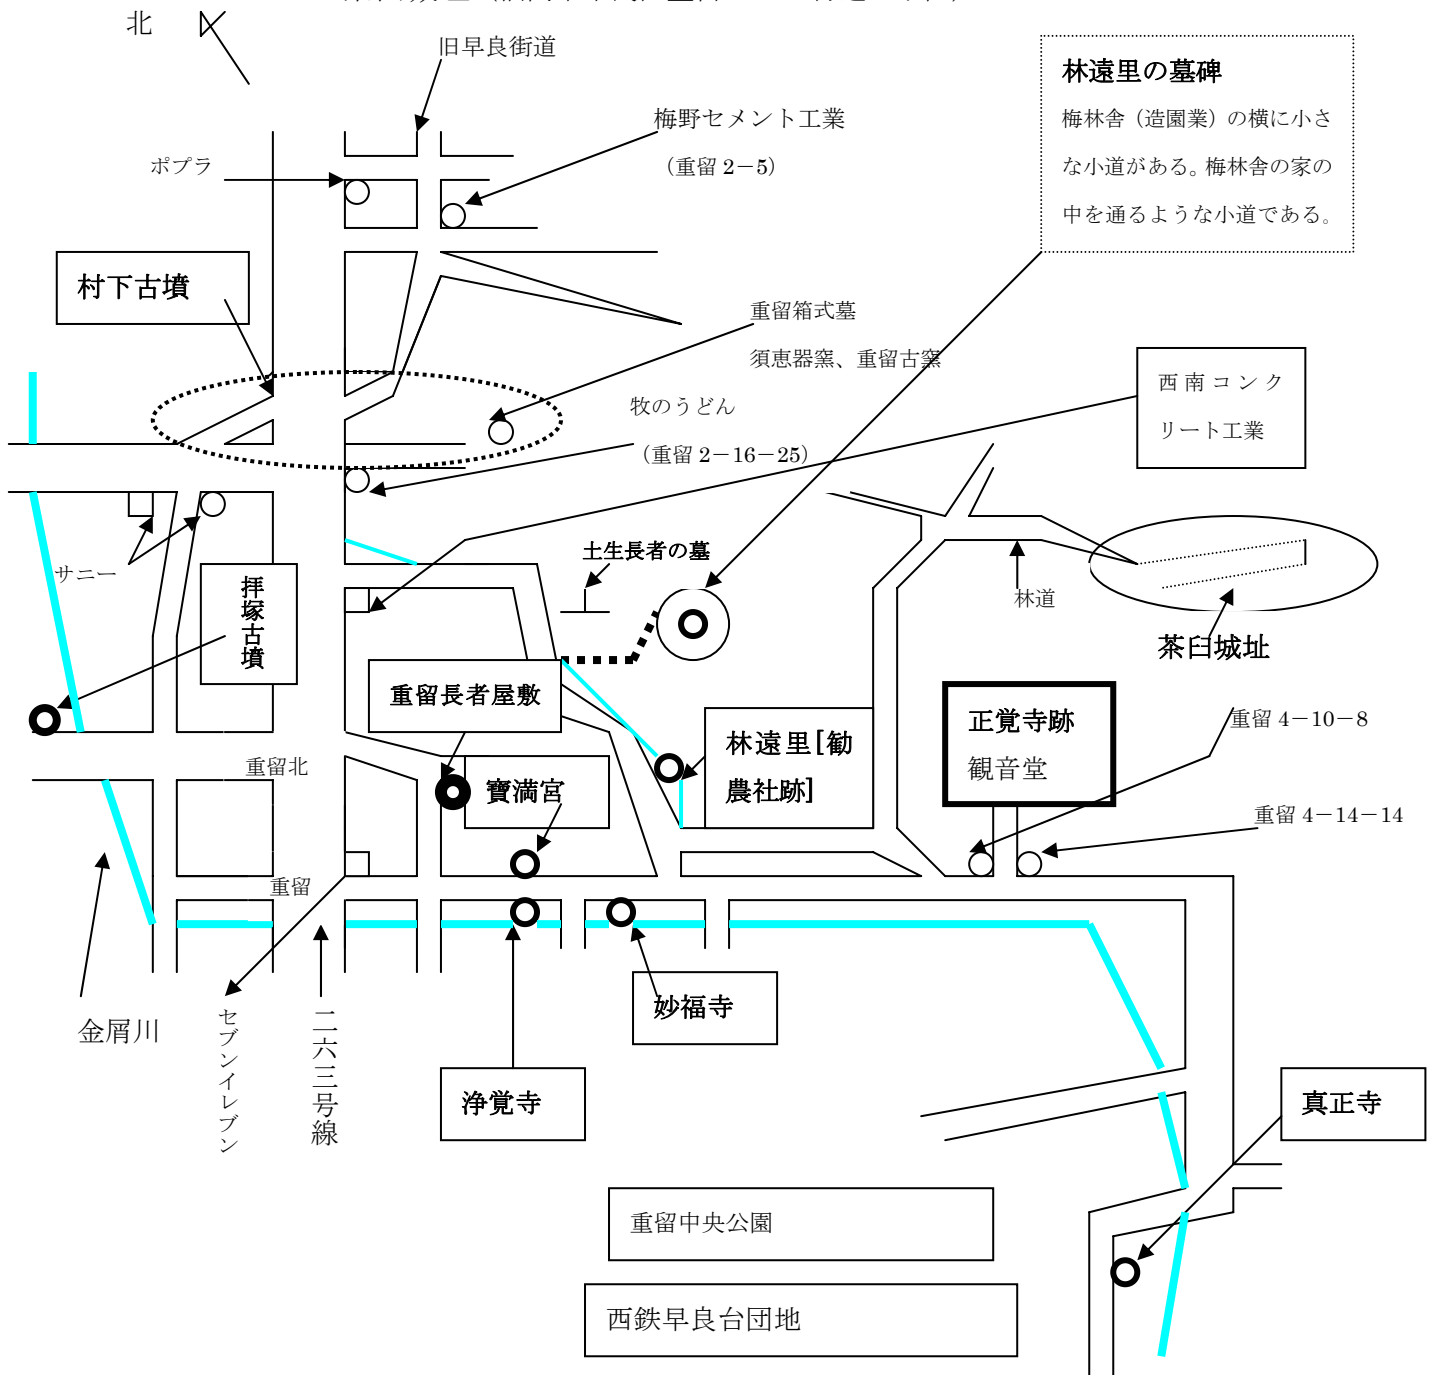 北
旧早良街道
林遠里の墓碑
梅林舎（造園業）の横に小さ
な小道がある。梅林舎の家の
中を通るような小道である。
梅野セメント工業
（重留 2－5）
ポプラ
村下古墳
重留箱式墓
須恵器窯、重留古窯
西南コンク
リート工業
牧のうどん
（重留 2－16－25）
土生長者の墓
サニー
拝塚古墳
林道
茶臼城址
重留長者屋敷
正覚寺跡
観音堂
重留 4－10－8
林遠里[勧
農社跡]
重留北
寶満宮
重留 4－14－14
重留
妙福寺
金屑川
セブンイレブン
二六三号線
浄覚寺
真正寺
重留中央公園
西鉄早良台団地